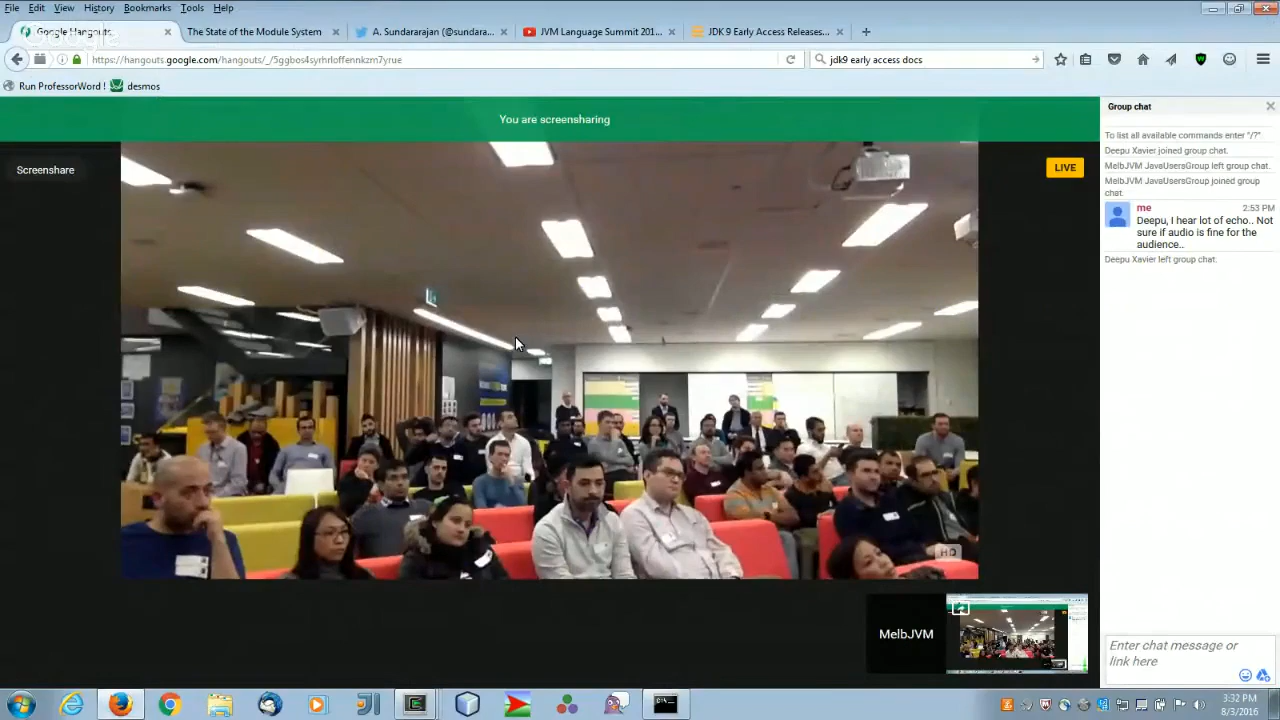 File Edit View History Bookmarks Tools Help
Google Hangouts × The State of the Module System × A. Sundararajan (@sundara... × JVM Language Summit 201... × JDK 9 Early Access Releases... × +
https://hangouts.google.com/hangouts/_/5ggbos4syrhrloffennkzm7yrue
jdk9 early access docs
Run ProfessorWord ! desmos
You are screensharing
Screenshare
LIVE
HD
MelbJVM
Group chat
To list all available commands enter "/?"
Deepu Xavier joined group chat.
MelbJVM JavaUsersGroup left group chat.
MelbJVM JavaUsersGroup joined group
chat.
me 2:53 PM
Deepu, I hear lot of echo.. Not
sure if audio is fine for the
audience..
Deepu Xavier left group chat.
Enter chat message or
link here
3:32 PM
8/3/2016